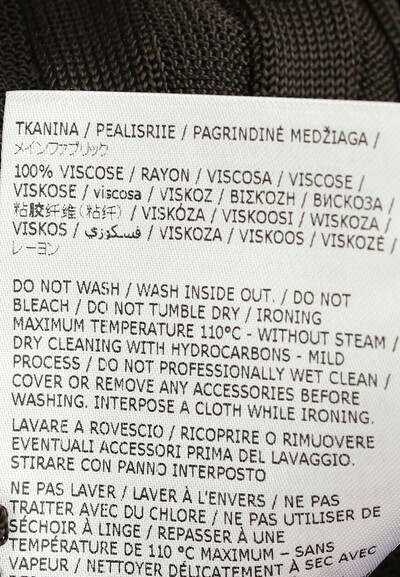 TKANINA / PEALISRIIE / PAGRINDINĖ MEDŽIAGA /
メインファブリック
100% VISCOSE / RAYON / VISCOSA / VISCOSE /
VISKOSE / viscosa / VISKOZ / ΒΙΣΚΟΖΗ / ВИСКОЗА /
粘胶纤维(粘纤) / VISKÓZA / VISKOOSI / WISKOZA /
VISKOS / فسكوزي / VISKOZA / VISKOOS / VISKOZĖ /
レーヨン
DO NOT WASH / WASH INSIDE OUT. / DO NOT
BLEACH / DO NOT TUMBLE DRY / IRONING
MAXIMUM TEMPERATURE 110°C - WITHOUT STEAM /
DRY CLEANING WITH HYDROCARBONS - MILD
PROCESS / DO NOT PROFESSIONALLY WET CLEAN /
COVER OR REMOVE ANY ACCESSORIES BEFORE
WASHING. INTERPOSE A CLOTH WHILE IRONING.
LAVARE A ROVESCIO / RICOPRIRE O RIMUOVERE
EVENTUALI ACCESSORI PRIMA DEL LAVAGGIO.
STIRARE CON PANNO INTERPOSTO
NE PAS LAVER / LAVER À L'ENVERS / NE PAS
TRAITER AVEC DU CHLORE / NE PAS UTILISER DE
SÉCHOIR À LINGE / REPASSER À UNE
TEMPÉRATURE DE 110 °C MAXIMUM – SANS
VAPEUR / NETTOYER DÉLICATEMENT À SEC AVEC